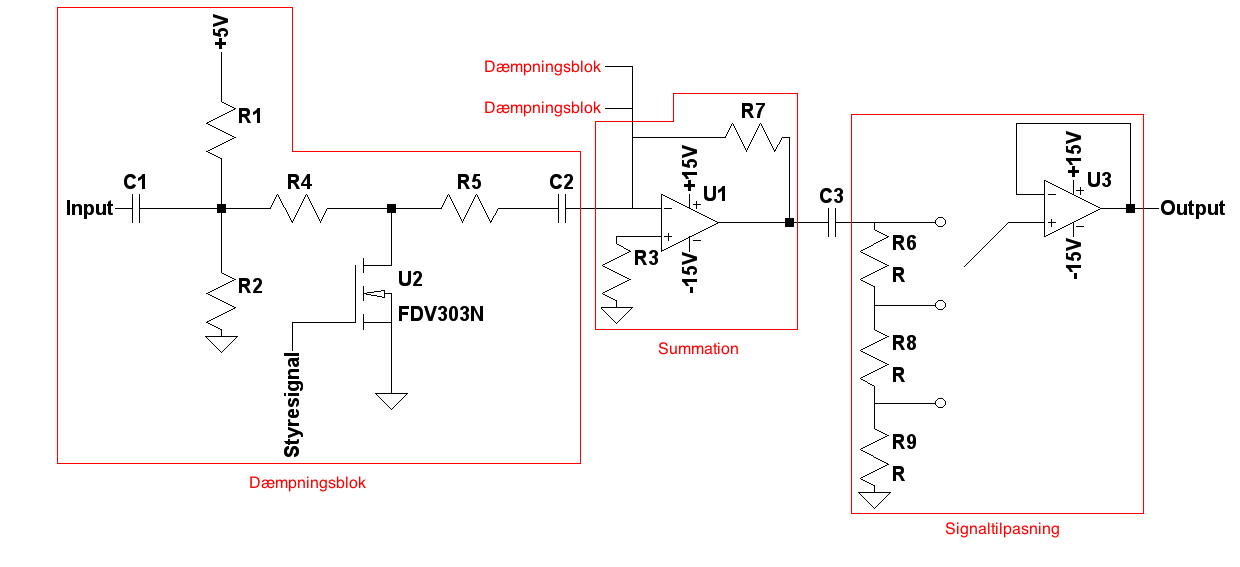 +5V
R1
C1
Input
R4
R5
C2
R2
U2
FDV303N
Styresignal
Dæmpningsblok
Dæmpningsblok
Dæmpningsblok
R7
+15V
U1
R3
-15V
Summation
C3
R6
R
R8
R
R9
R
+15V
U3
-15V
Output
Signaltilpasning